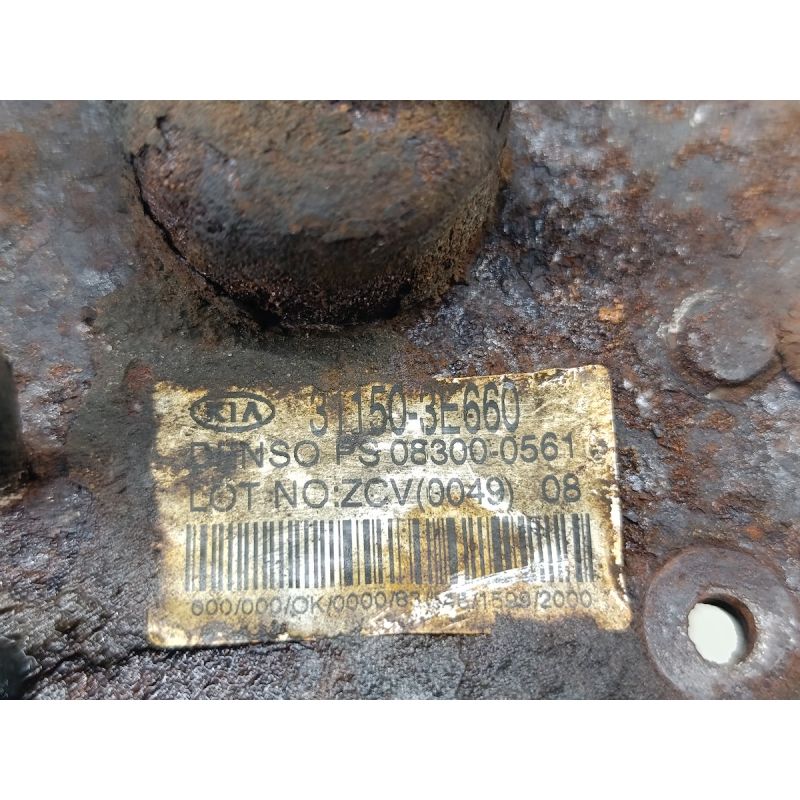 KIA 31150-3E660
DENSO PS 08300-0561
LOT NO:ZCV(0049) 08